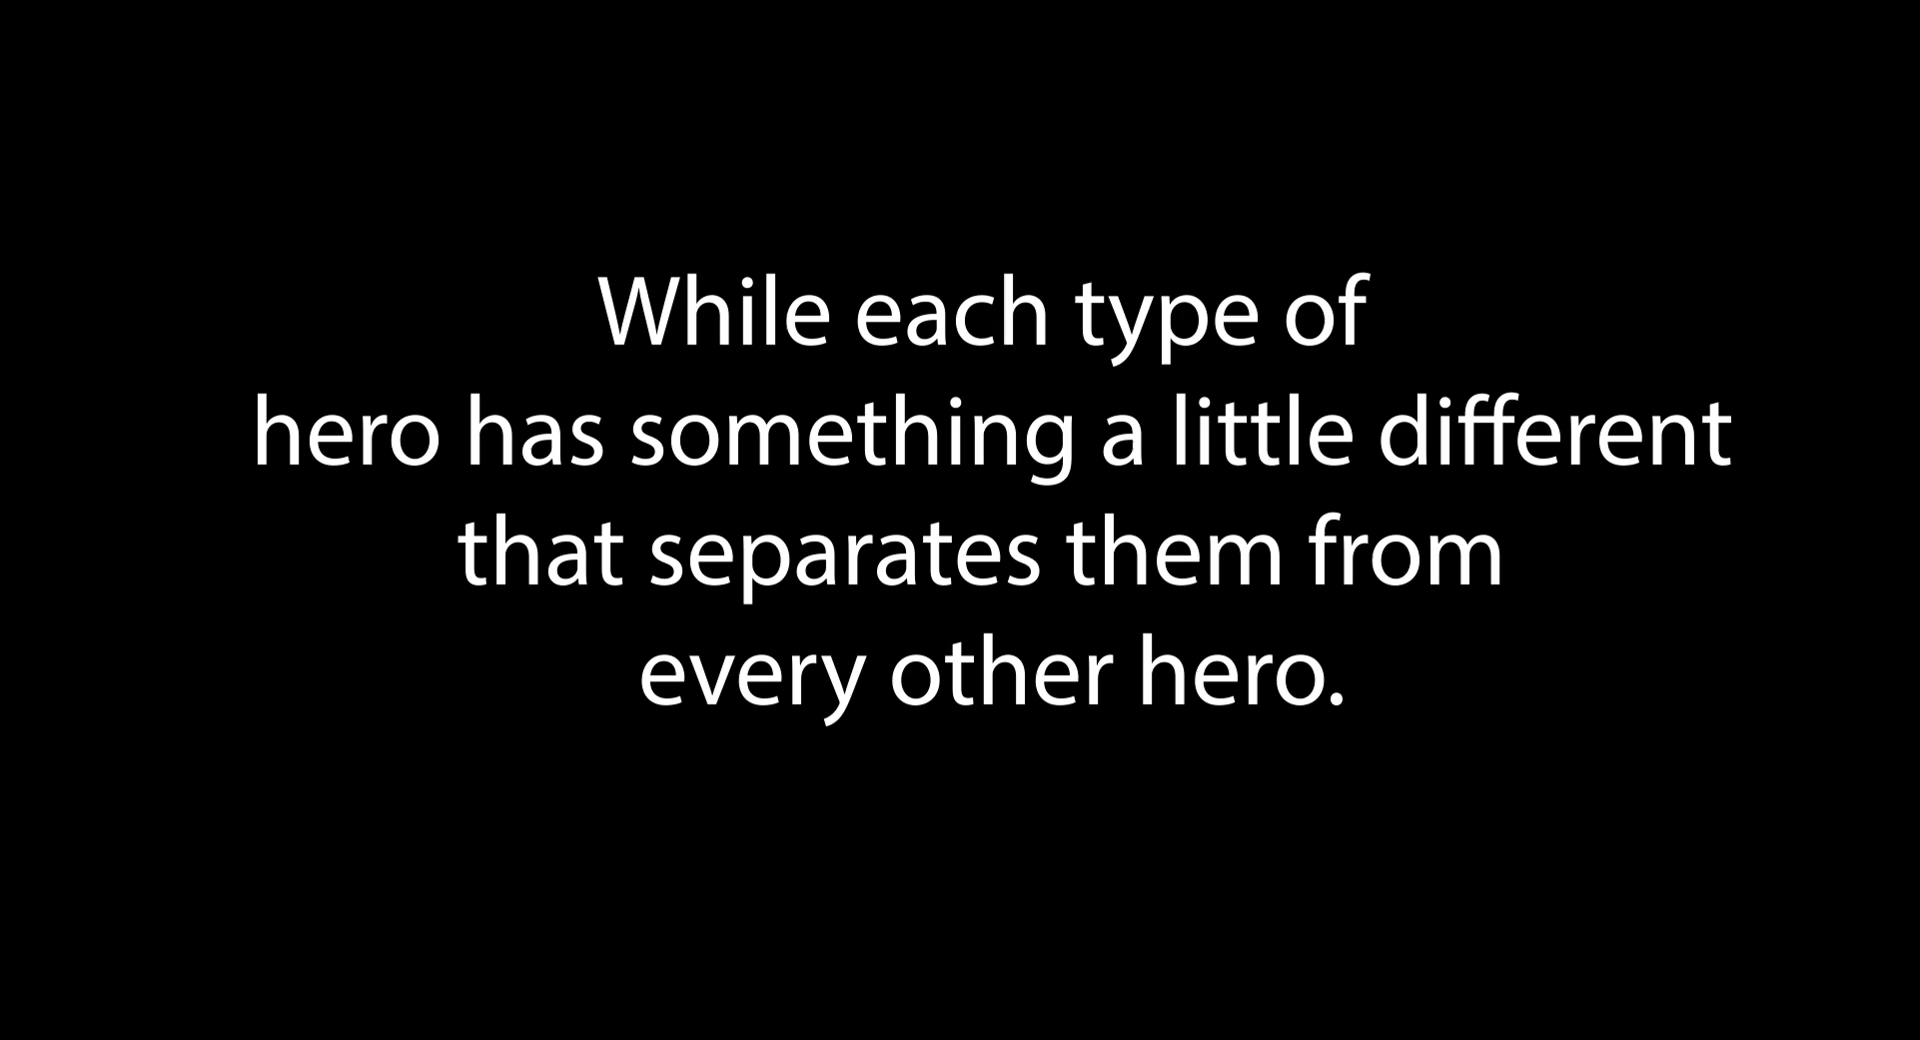 While each type of
hero has something a little different
that separates them from
every other hero.